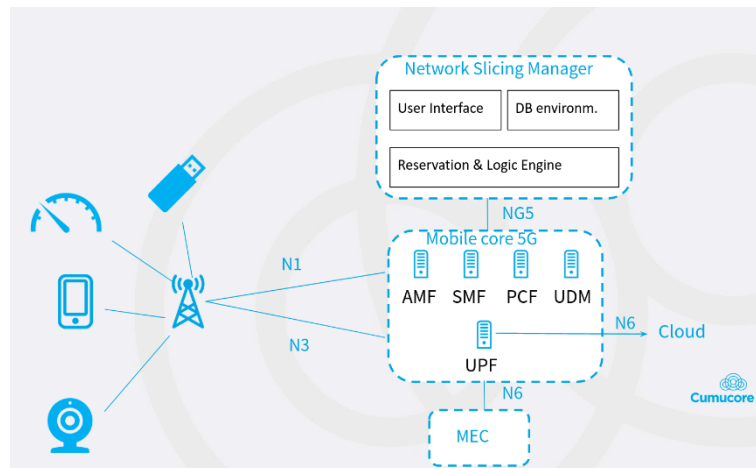 Network Slicing Manager
User Interface
DB environm.
Reservation & Logic Engine
NG5
Mobile core 5G
AMF SMF PCF UDM
N1
N3
UPF
N6
Cloud
N6
MEC
Cumucore